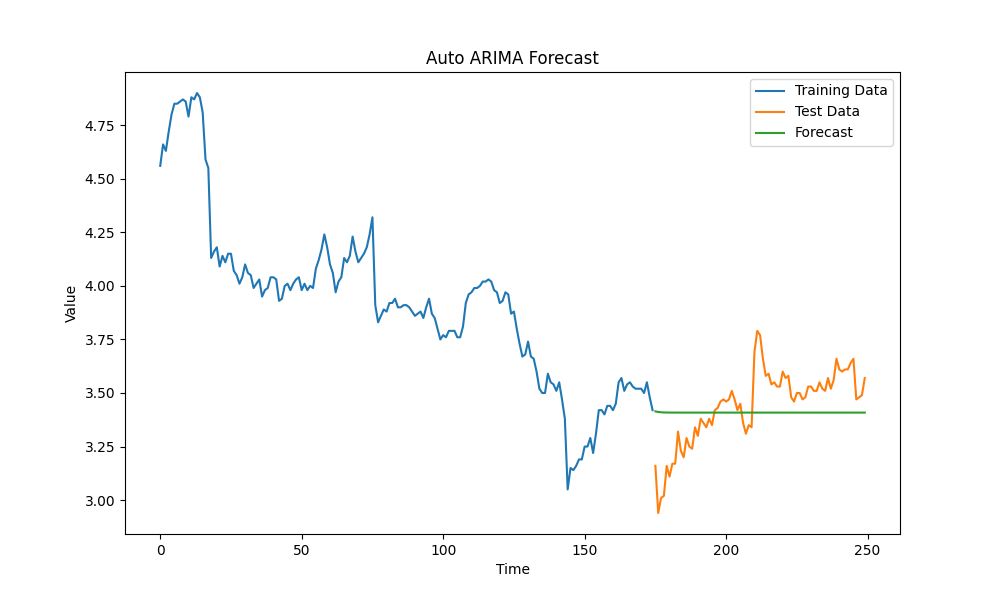 Auto ARIMA Forecast
Training Data
Test Data
Forecast
Value
4.75
4.50
4.25
4.00
3.75
3.50
3.25
3.00
0 50 100 150 200 250
Time